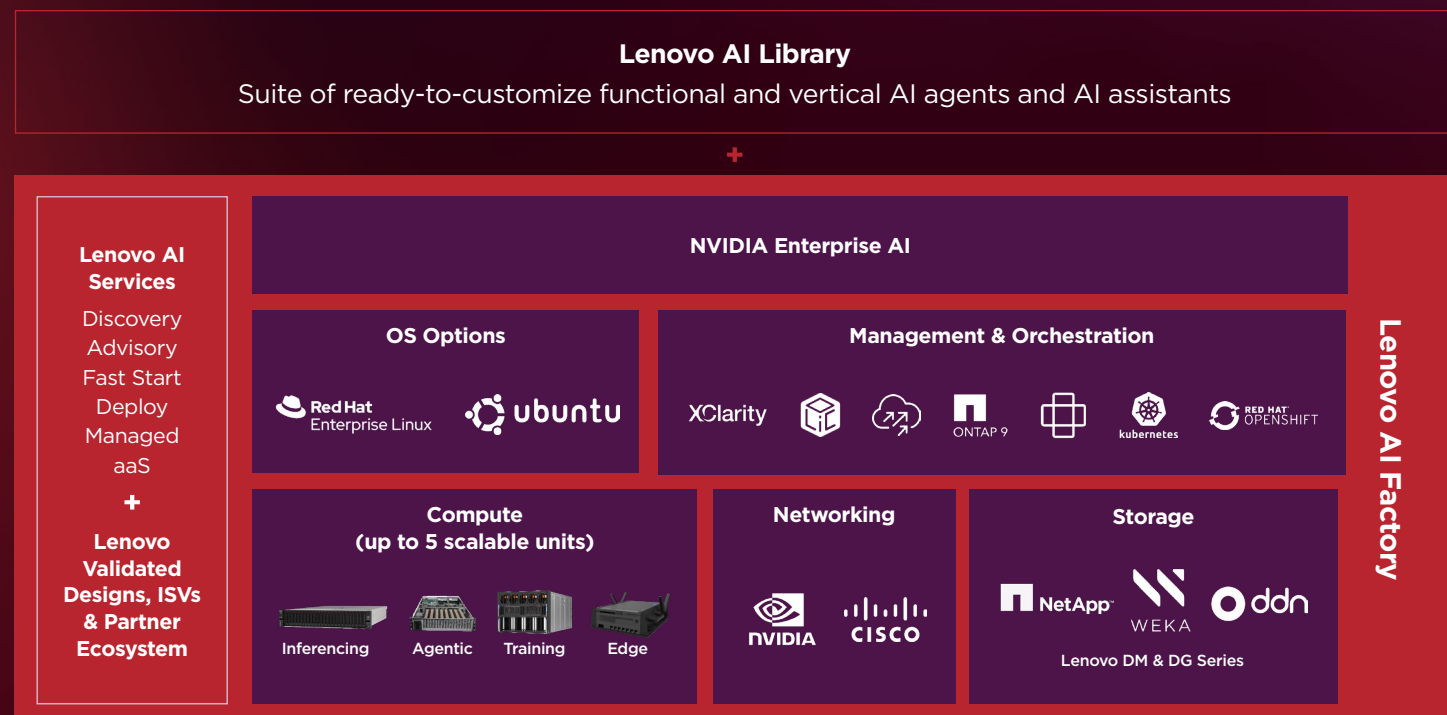 Lenovo AI Library
Suite of ready-to-customize functional and vertical AI agents and AI assistants
+
Lenovo AI
Services
Discovery
Advisory
Fast Start
Deploy
Managed
aaS
+
Lenovo
Validated
Designs, ISVs
& Partner
Ecosystem
NVIDIA Enterprise AI
OS Options
Red Hat
Enterprise Linux
ubuntu
Management & Orchestration
XClarity
LiCO
ONTAP 9
kubernetes
RED HAT
OPENSHIFT
Compute
(up to 5 scalable units)
Inferencing
Agentic
Training
Edge
Networking
NVIDIA
CISCO
Storage
NetApp™
WEKA
ddn
Lenovo DM & DG Series
Lenovo AI Factory